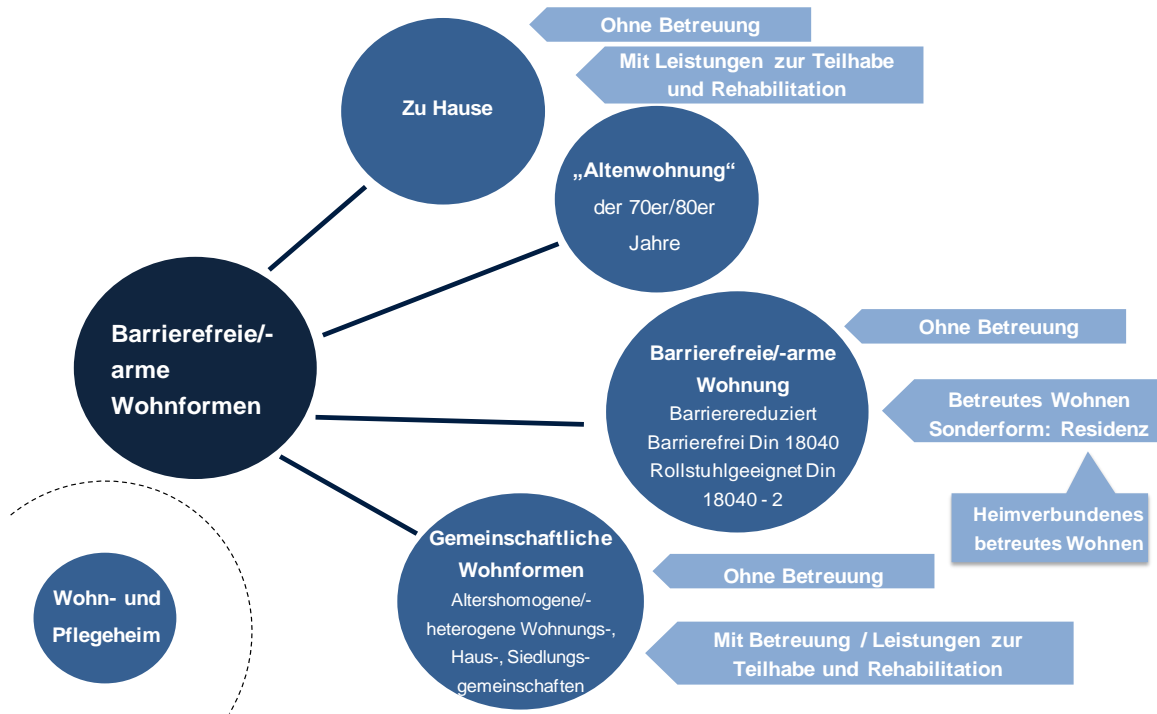 Ohne Betreuung
Mit Leistungen zur Teilhabe
und Rehabilitation
Zu Hause
„Altenwohnung“
der 70er/80er
Jahre
Barrierefreie/-
arme
Wohnformen
Ohne Betreuung
Barrierefreie/-arme
Wohnung
Barrierereduziert
Barrierefrei Din 18040
Rollstuhlgeeignet Din
18040 - 2
Betreutes Wohnen
Sonderform: Residenz
Heimverbundenes
betreutes Wohnen
Gemeinschaftliche
Wohnformen
Altershomogene/-
heterogene Wohnungs-,
Haus-, Siedlungs-
gemeinschaften
Ohne Betreuung
Mit Betreuung / Leistungen zur
Teilhabe und Rehabilitation
Wohn- und
Pflegeheim